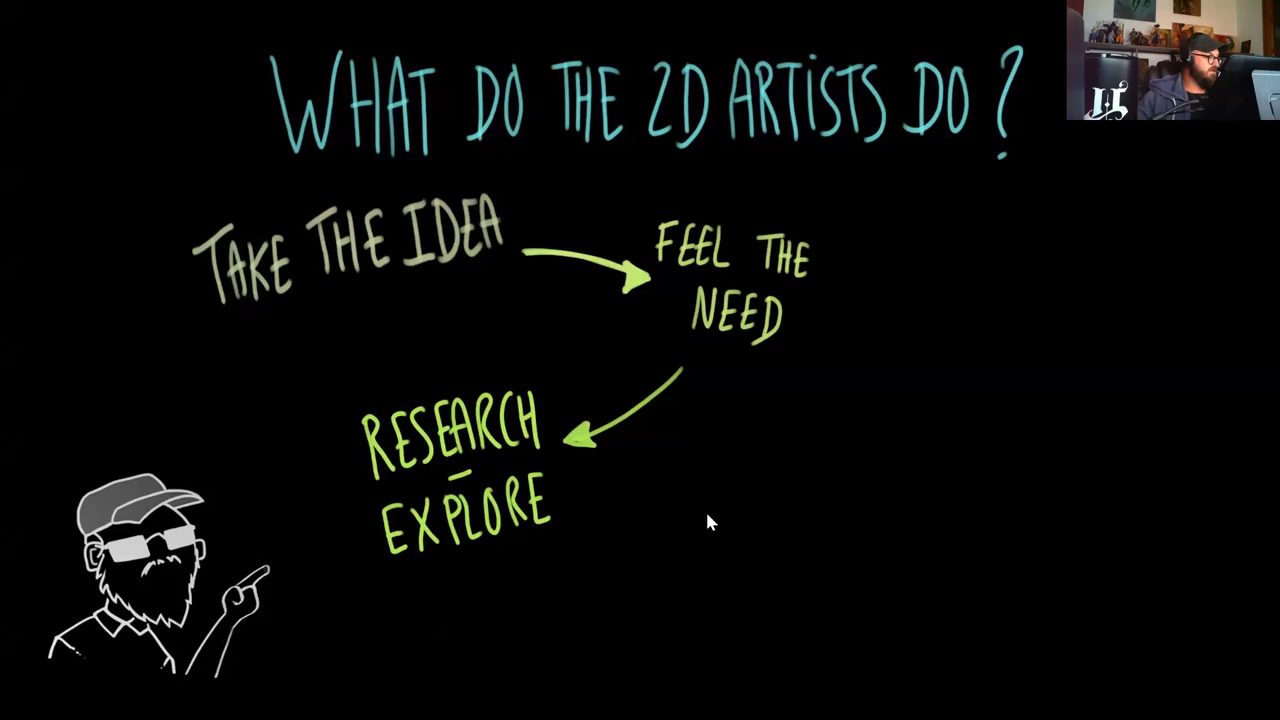 WHAT DO THE 2D ARTiSTS DO?
TAKE THE IDEA
FEEL THE
NEED
RESEARCH
-
EXPLORE